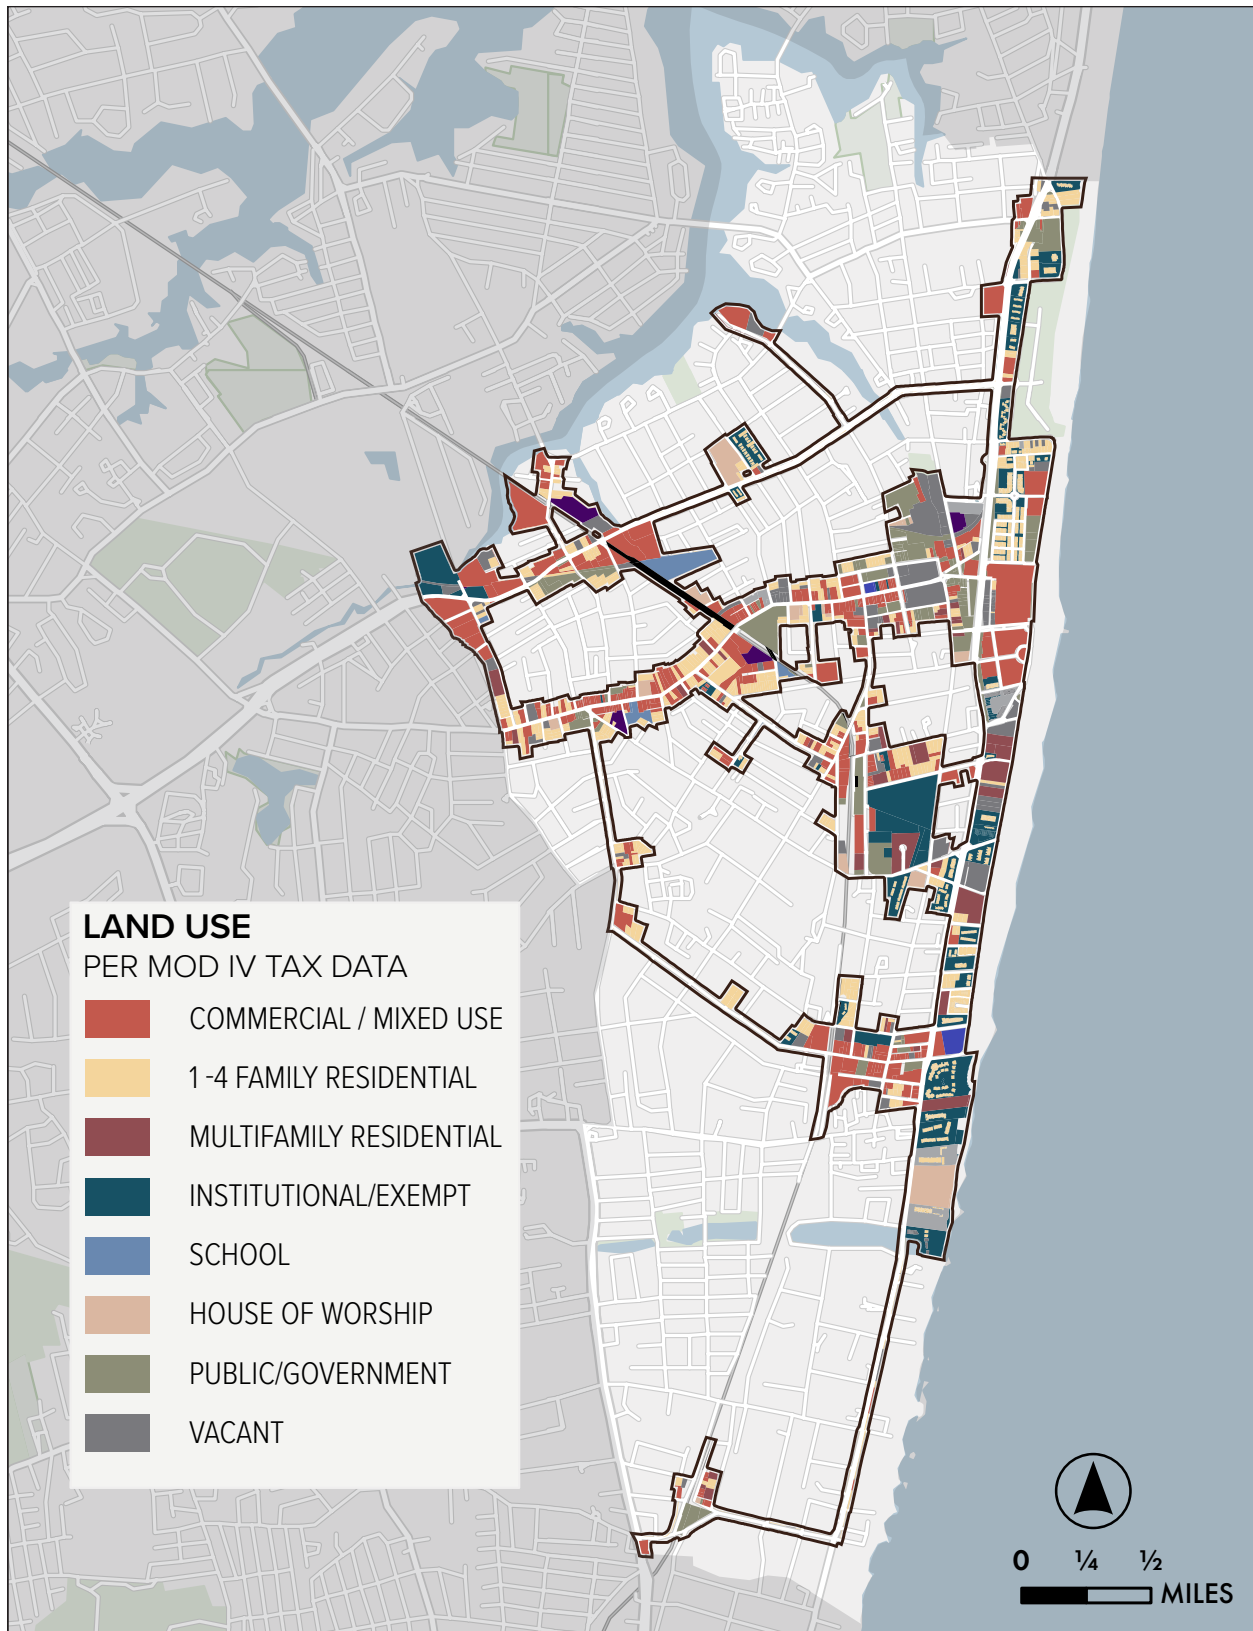 LAND USE
PER MOD IV TAX DATA
COMMERCIAL / MIXED USE
1-4 FAMILY RESIDENTIAL
MULTIFAMILY RESIDENTIAL
INSTITUTIONAL/EXEMPT
SCHOOL
HOUSE OF WORSHIP
PUBLIC/GOVERNMENT
VACANT
0 ¼ ½
MILES